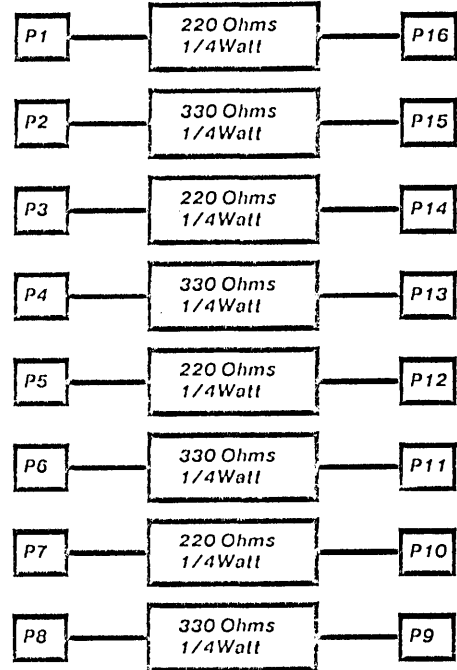 P1 220 Ohms P16
1/4Watt
P2 330 Ohms P15
1/4Watt
P3 220 Ohms P14
1/4Watt
P4 330 Ohms P13
1/4Watt
P5 220 Ohms P12
1/4Watt
P6 330 Ohms P11
1/4Watt
P7 220 Ohms P10
1/4Watt
P8 330 Ohms P9
1/4Watt